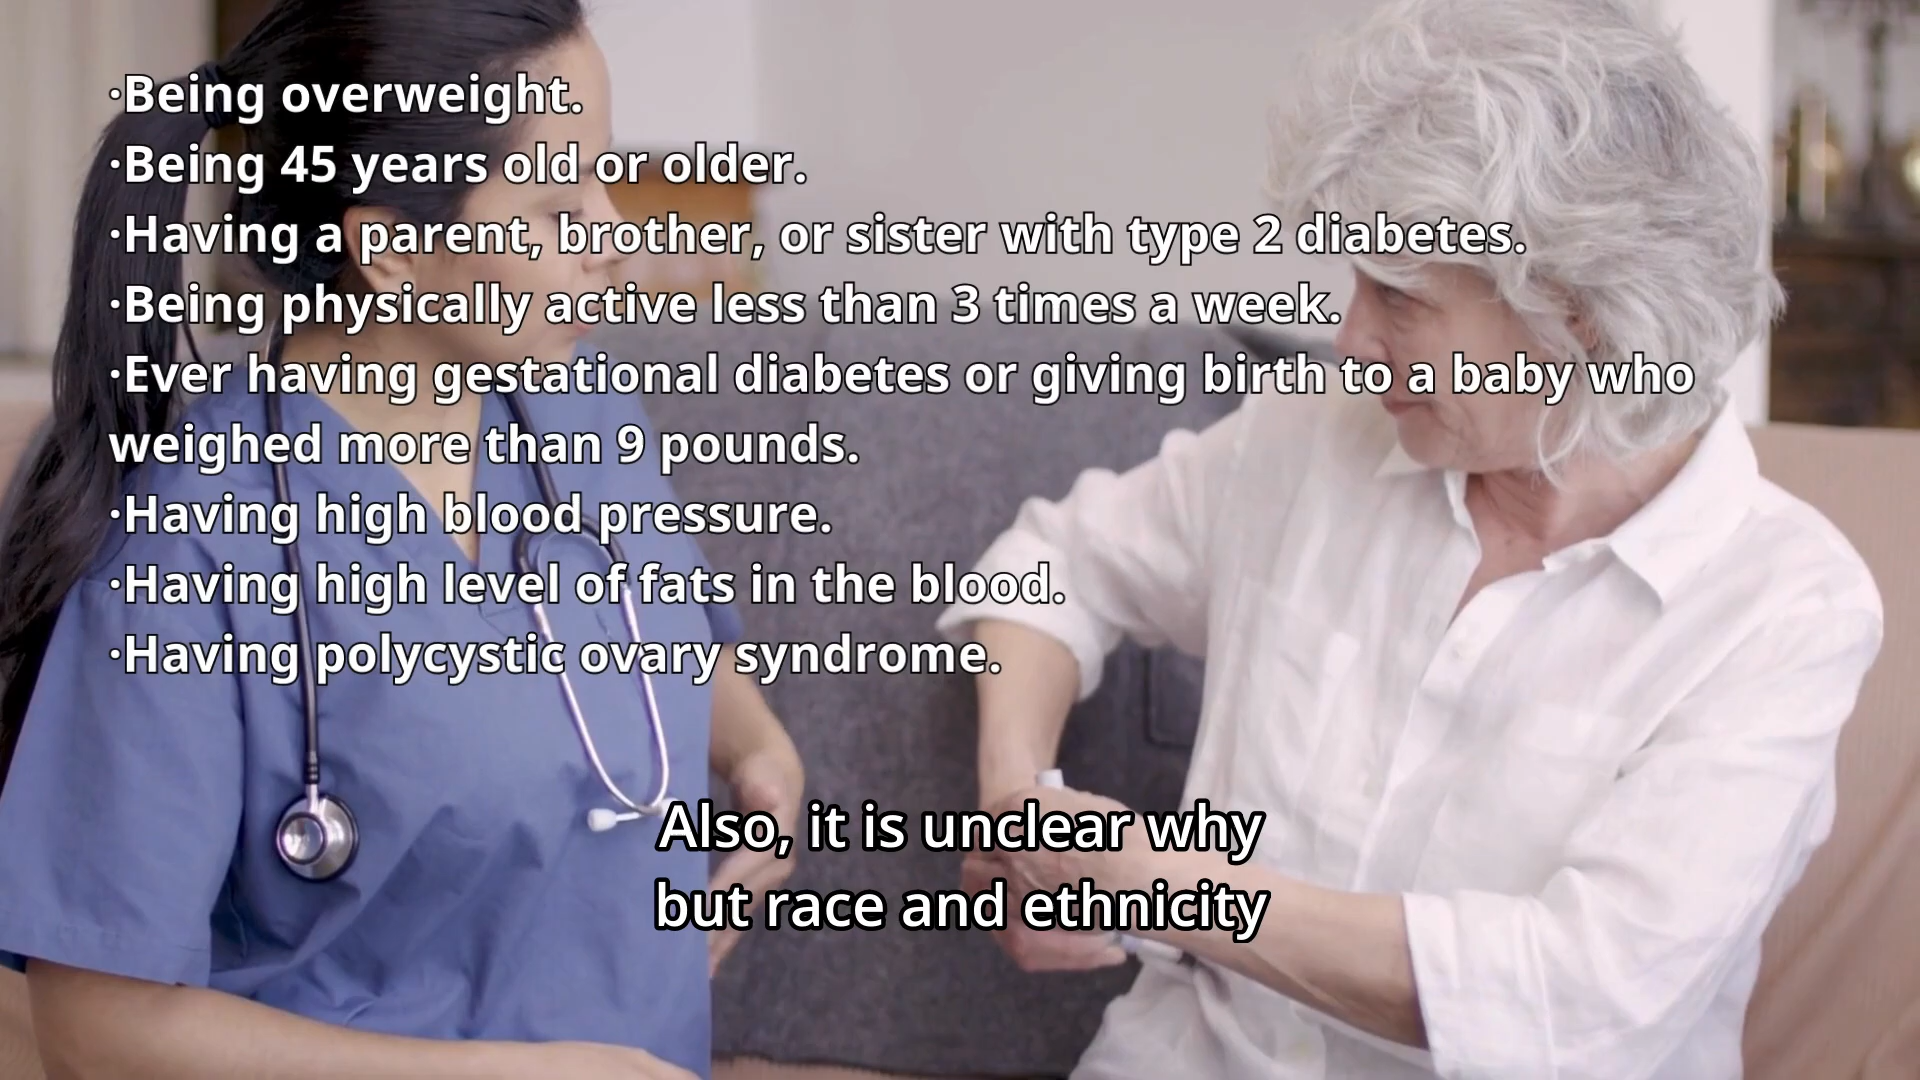 ·Being overweight.
·Being 45 years old or older.
·Having a parent, brother, or sister with type 2 diabetes.
·Being physically active less than 3 times a week.
·Ever having gestational diabetes or giving birth to a baby who
weighed more than 9 pounds.
·Having high blood pressure.
·Having high level of fats in the blood.
·Having polycystic ovary syndrome.
Also, it is unclear why
but race and ethnicity